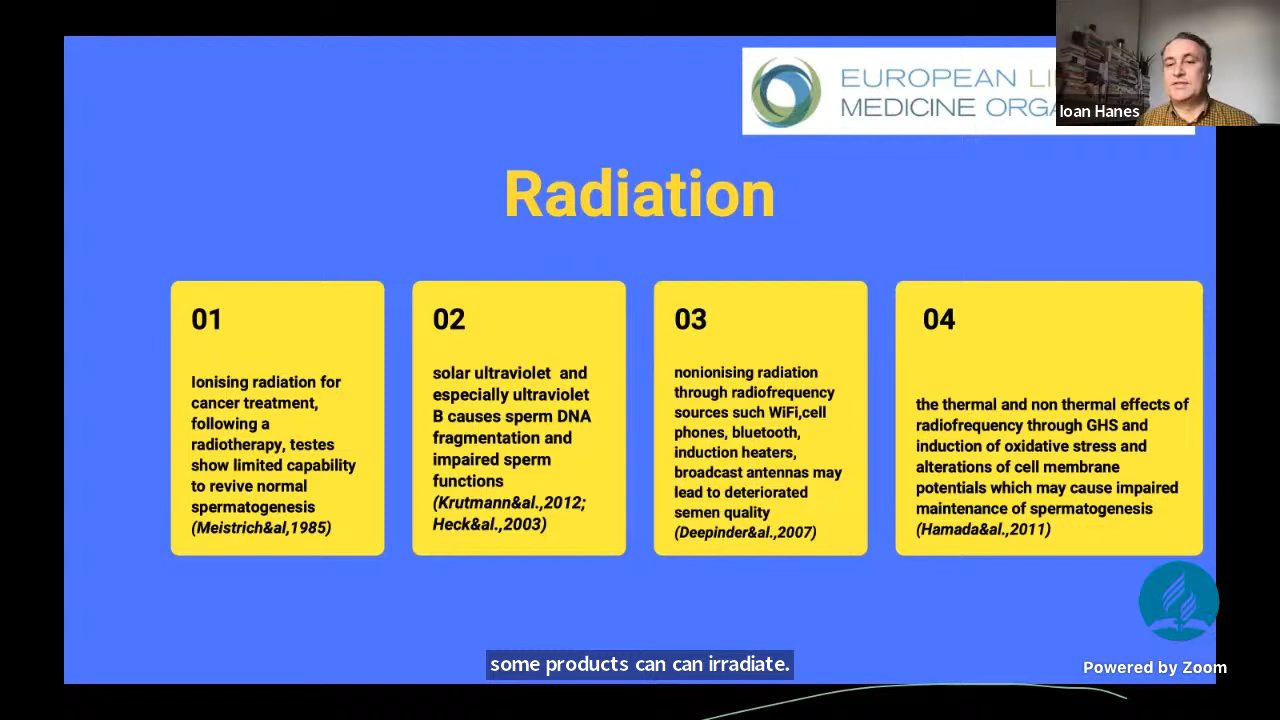 EUROPEAN LI
MEDICINE ORGA
Ioan Hanes
Radiation
01
Ionising radiation for
cancer treatment,
following a
radiotherapy, testes
show limited capability
to revive normal
spermatogenesis
(Meistrich&al,1985)
02
solar ultraviolet and
especially ultraviolet
B causes sperm DNA
fragmentation and
impaired sperm
functions
(Krutmann&al.,2012;
Heck&al.,2003)
03
nonionising radiation
through radiofrequency
sources such WiFi,cell
phones, bluetooth,
induction heaters,
broadcast antennas may
lead to deteriorated
semen quality
(Deepinder&al.,2007)
04
the thermal and non thermal effects of
radiofrequency through GHS and
induction of oxidative stress and
alterations of cell membrane
potentials which may cause impaired
maintenance of spermatogenesis
(Hamada&al.,2011)
some products can can irradiate.
Powered by Zoom